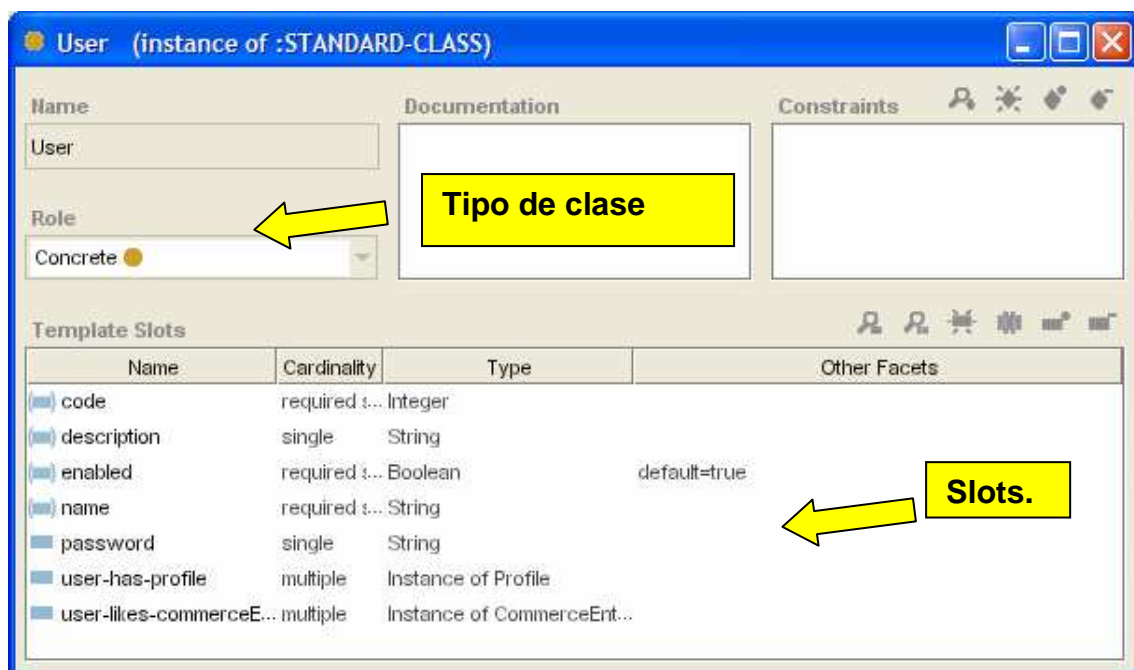 User (instance of :STANDARD-CLASS)
Name
Documentation
Constraints
User
Tipo de clase
Role
Concrete
Template Slots
Name Cardinality Type Other Facets
code required s... Integer
description single String
enabled required s... Boolean default=true
name required s... String
Slots.
password single String
user-has-profile multiple Instance of Profile
user-likes-commerceE... multiple Instance of CommerceEnt...